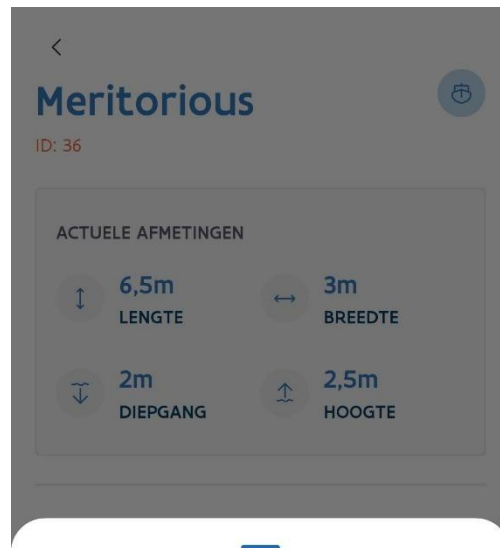 Meritorious
ID: 36
ACTUELE AFMETINGEN
6,5m
LENGTE
3m
BREEDTE
2m
DIEPGANG
2,5m
HOOGTE